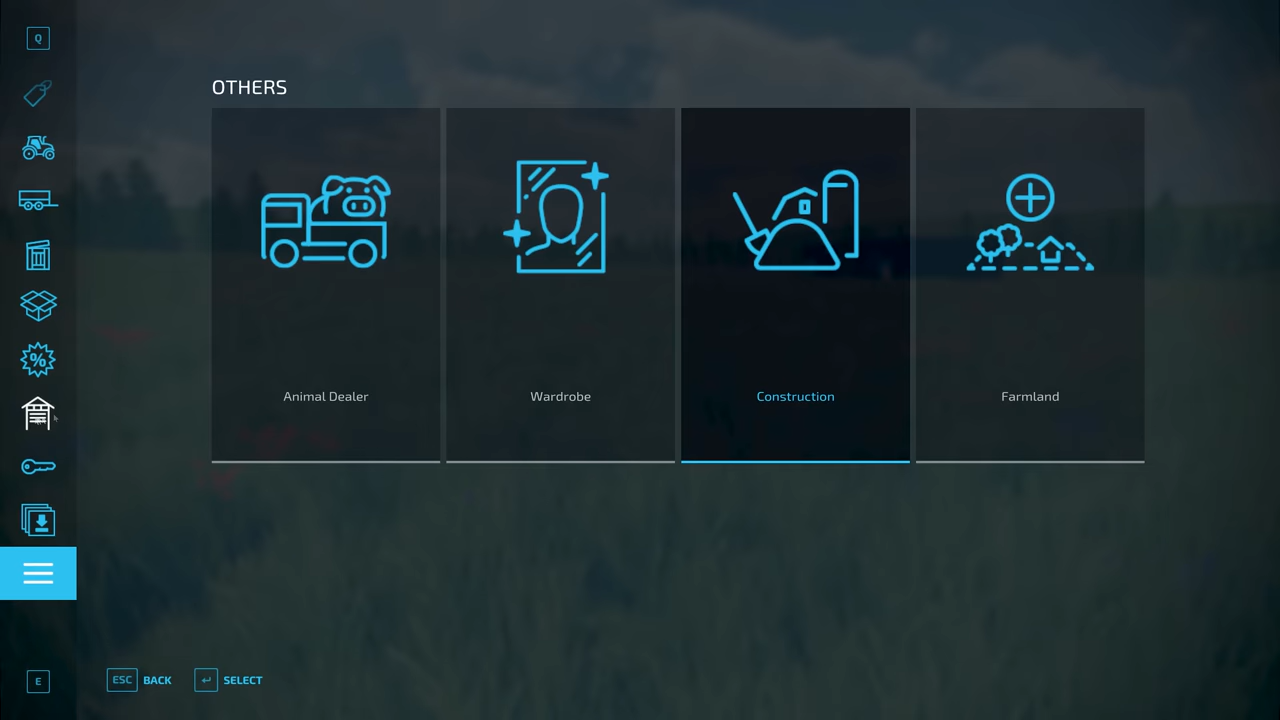 Q
OTHERS
%
Animal Dealer
Wardrobe
Construction
Farmland
E
ESC BACK
SELECT